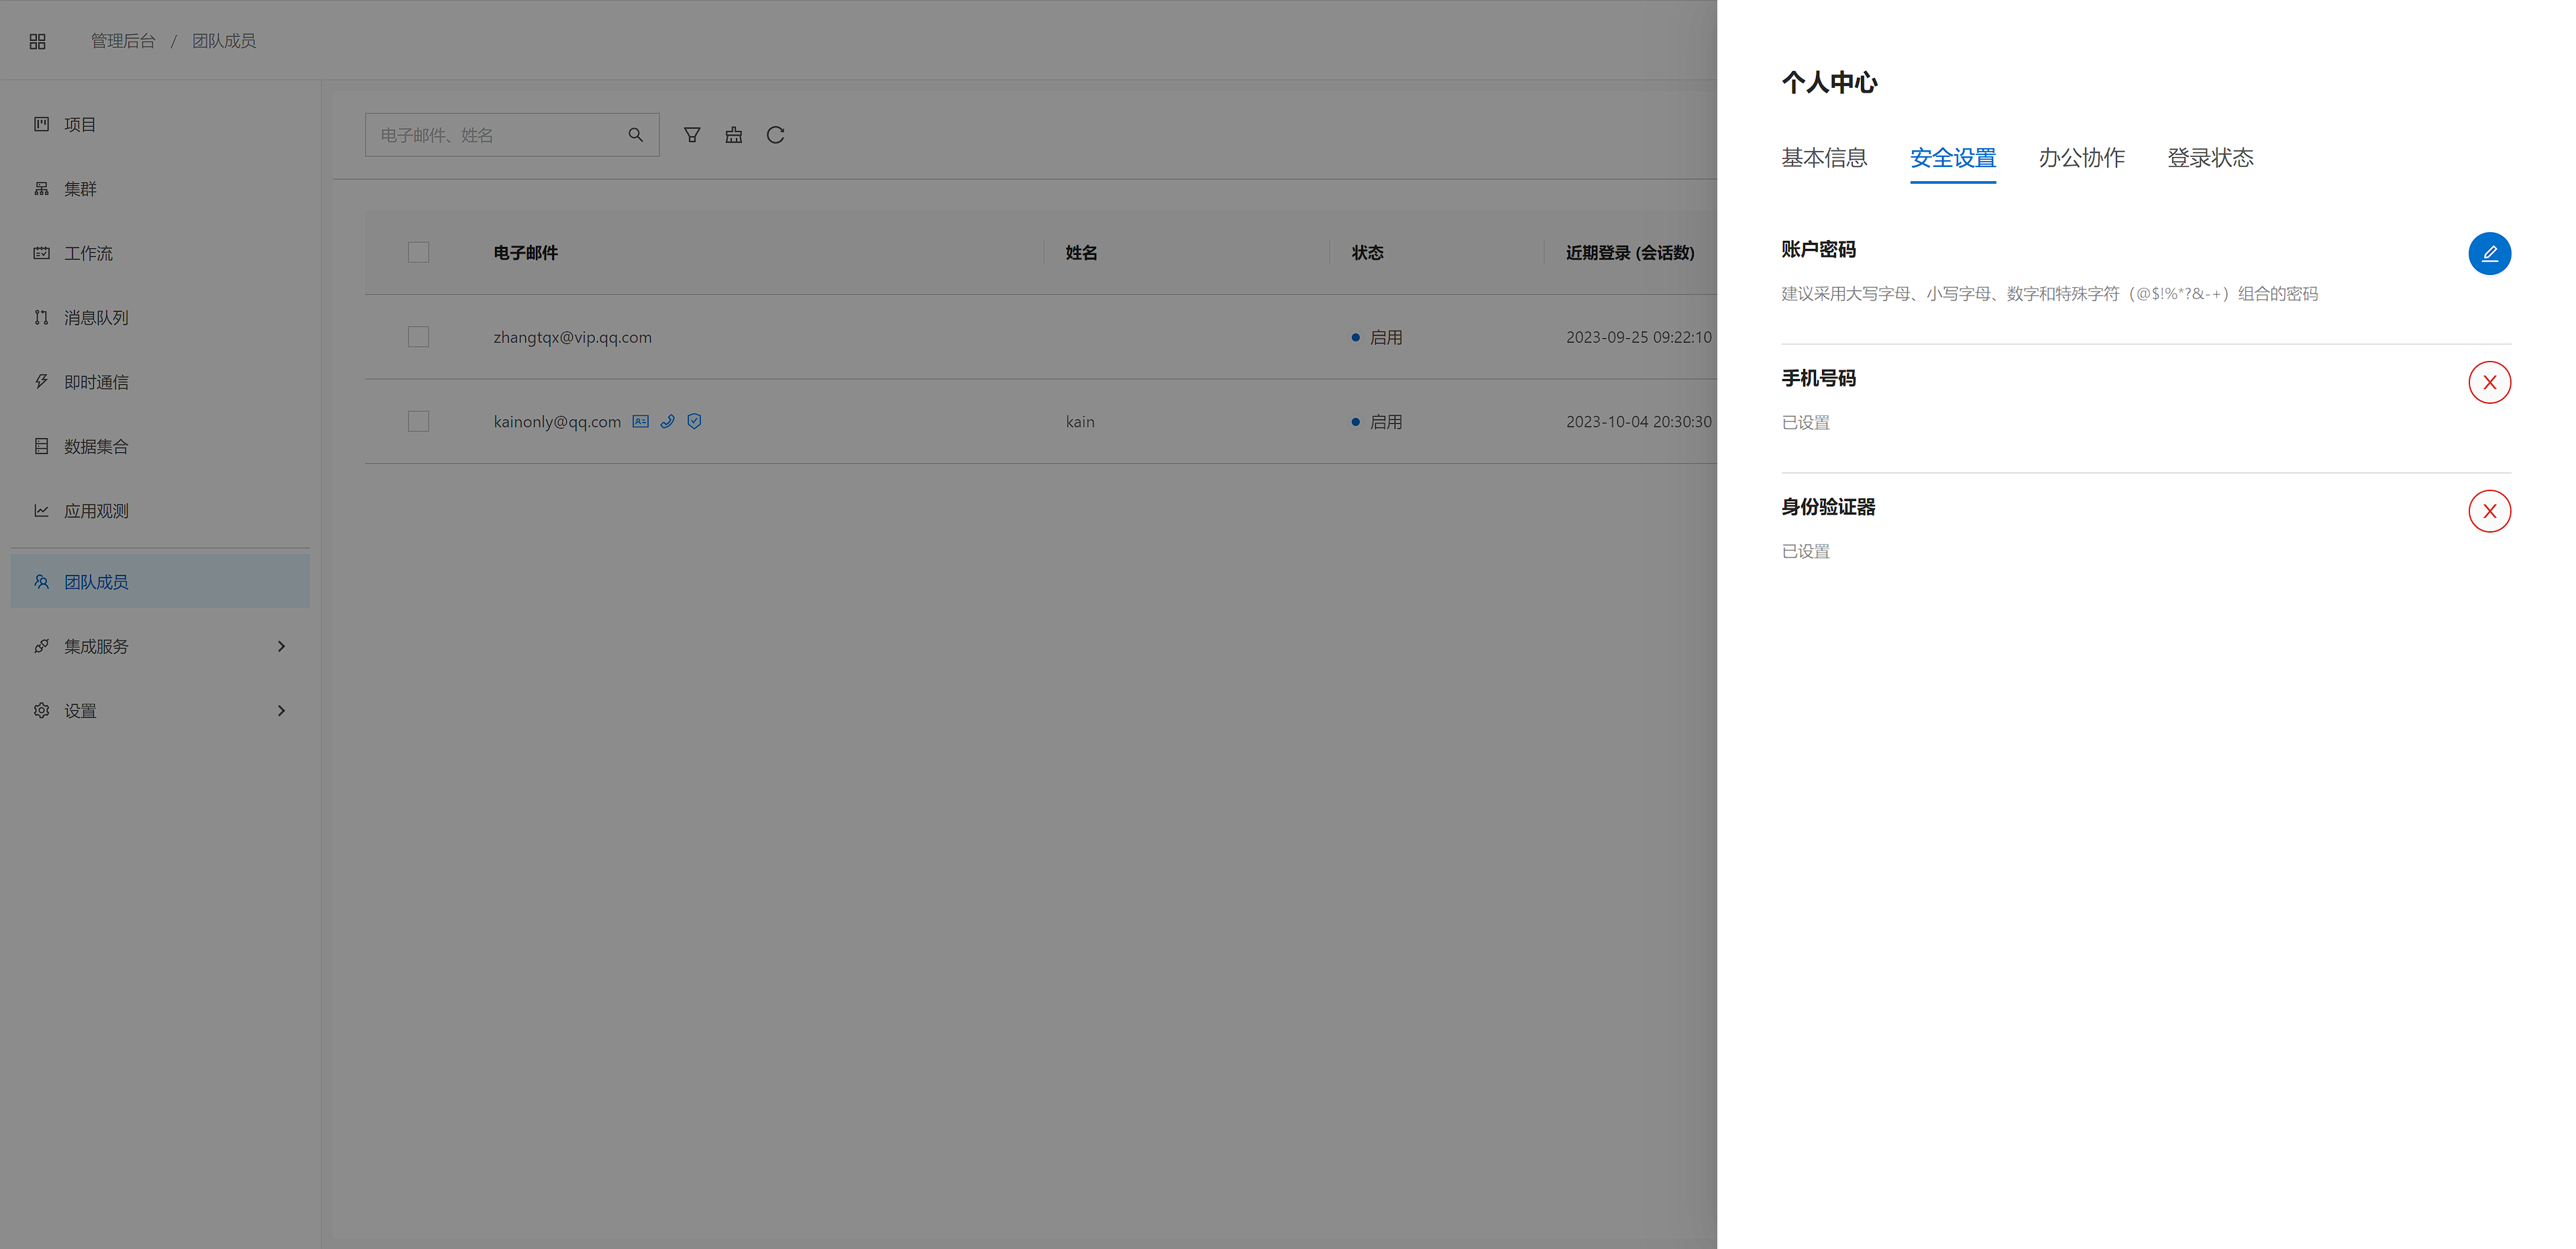 管理后台 / 团队成员
项目
集群
工作流
消息队列
即时通信
数据集合
应用观测
团队成员
集成服务
设置
电子邮件、姓名
电子邮件 姓名 状态 近期登录 (会话数)
zhangtqx@vip.qq.com 启用 2023-09-25 09:22:10
kainonly@qq.com kain 启用 2023-10-04 20:30:30
个人中心
基本信息 安全设置 办公协作 登录状态
账户密码
建议采用大写字母、小写字母、数字和特殊字符（@$!%*?&-+）组合的密码
手机号码
已设置
身份验证器
已设置